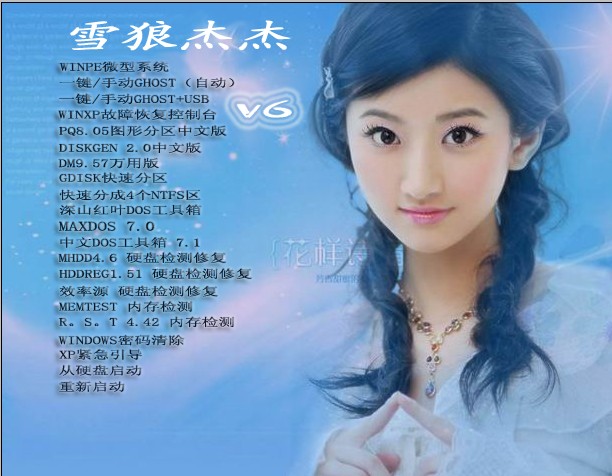 雪狼杰杰
V6
WINPE微型系统
一键/手动GHOST（自动）
一键/手动GHOST+USB
WINXP故障恢复控制台
PQ8.05图形分区中文版
DISKGEN 2.0中文版
DM9.57万用版
GDISK快速分区
快速分成4个NTFS区
深山红叶DOS工具箱
MAXDOS 7.0
中文DOS工具箱 7.1
MHDD4.6 硬盘检测修复
HDDREG1.51 硬盘检测修复
效率源 硬盘检测修复
MEMTEST 内存检测
R。S。T 4.42 内存检测
WINDOWS密码清除
XP紧急引导
从硬盘启动
重新启动
{花样